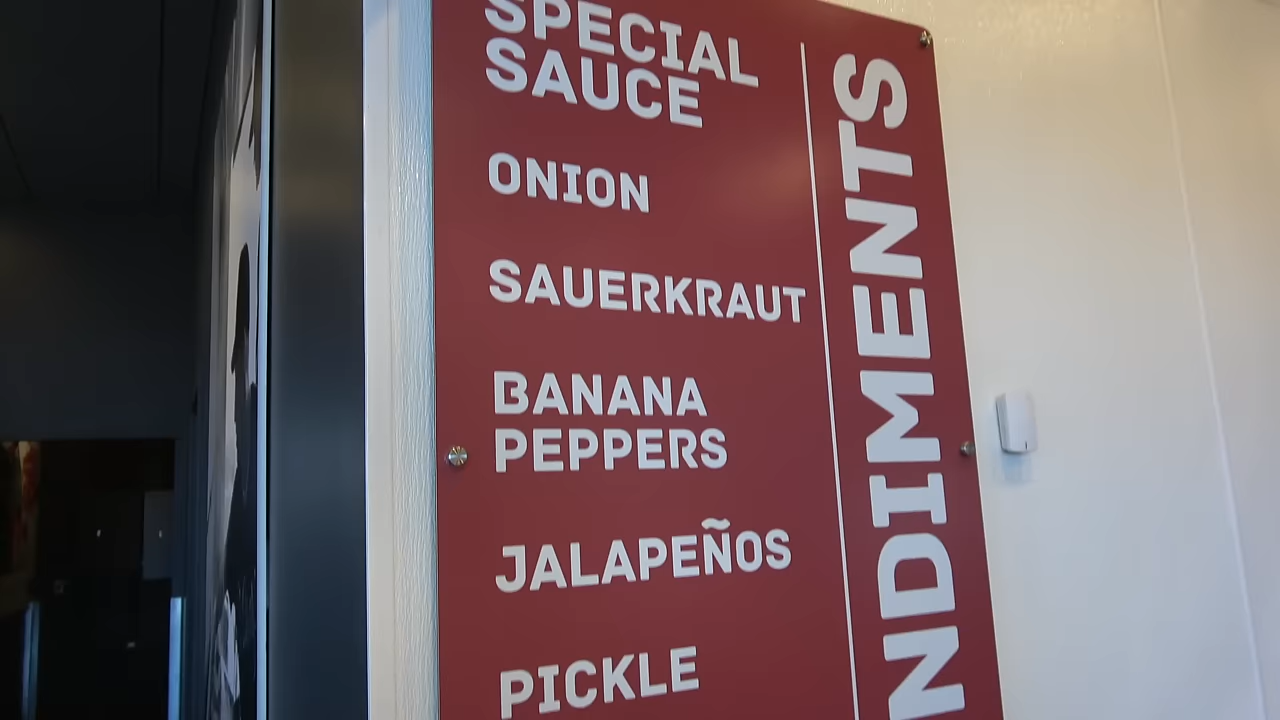 SPECIAL
SAUCE
ONION
SAUERKRAUT
BANANA
PEPPERS
JALAPEÑOS
PICKLE
NDIMENTS